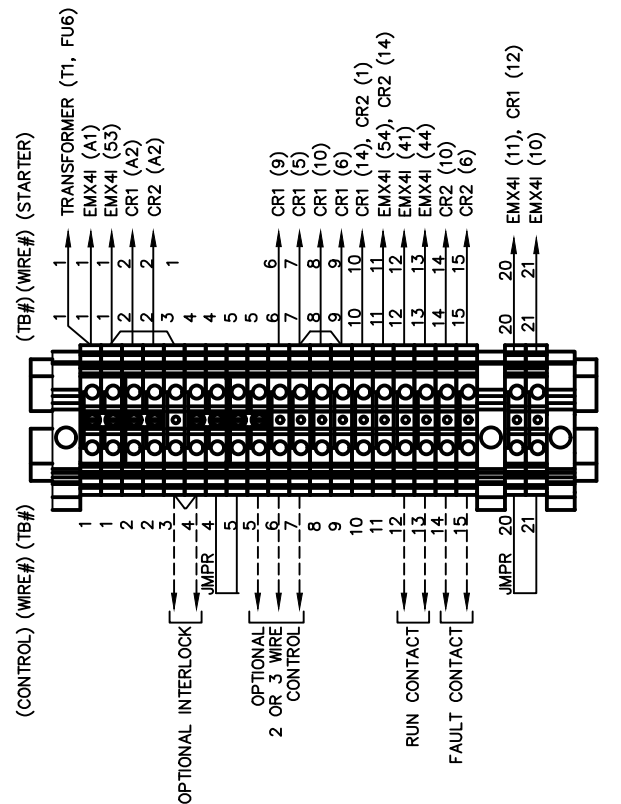 (CONTROL) (WIRE#) (TB#) (TB#) (WIRE#) (STARTER)
1 1 TRANSFORMER (T1, FU6)
1 1 1 EMX4I (A1)
1 1 1 EMX4I (53)
2 2 2 CR1 (A2)
2 2 2 CR2 (A2)
3 3 1
OPTIONAL INTERLOCK
4 4
JMPR 4 4
5 5
OPTIONAL 5 5
2 OR 3 WIRE 6 6 6 CR1 (9)
CONTROL 7 7 7 CR1 (5)
8 8 8 CR1 (10)
9 9 9 CR1 (6)
10 10 10 CR1 (14), CR2 (1)
11 11 11 EMX4I (54), CR2 (14)
12 12 12 EMX4I (41)
RUN CONTACT
13 13 13 EMX4I (44)
14 14 14 CR2 (10)
FAULT CONTACT
15 15 15 CR2 (6)
JMPR 20 20 20 EMX4I (11), CR1 (12)
21 21 21 EMX4I (10)